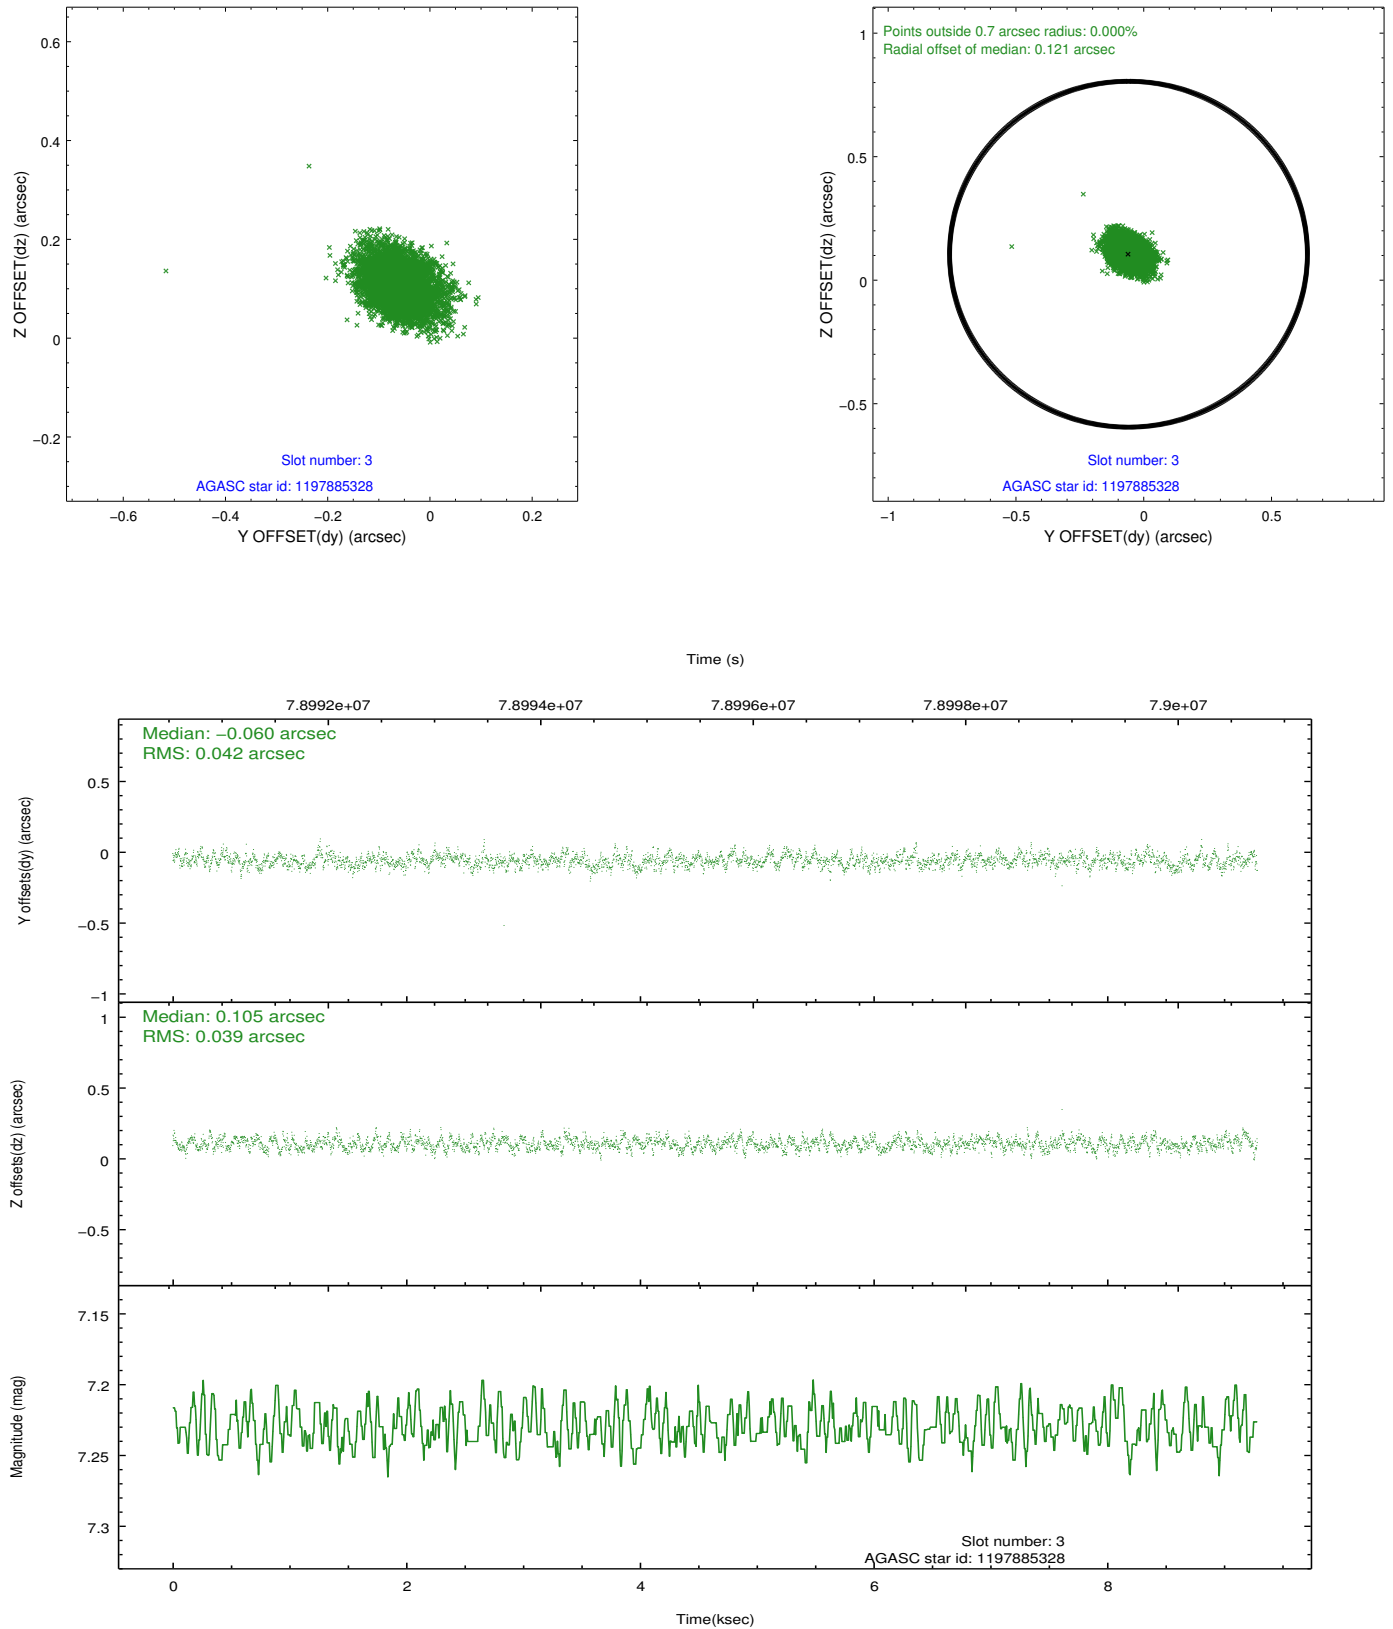 0.6
0.4
0.2
0
−0.2
−0.6
−0.4
−0.2
0
0.2
Z OFFSET(dz) (arcsec)
Y OFFSET(dy) (arcsec)
Slot number: 3
AGASC star id: 1197885328
Points outside 0.7 arcsec radius: 0.000%
Radial offset of median: 0.121 arcsec
1
0.5
0
−0.5
−1
−0.5
0
0.5
Z OFFSET(dz) (arcsec)
Y OFFSET(dy) (arcsec)
Slot number: 3
AGASC star id: 1197885328
Time (s)
7.8992e+07
7.8994e+07
7.8996e+07
7.8998e+07
7.9e+07
Median: −0.060 arcsec
RMS: 0.042 arcsec
0.5
0
−0.5
−1
Y offsets(dy) (arcsec)
Median: 0.105 arcsec
RMS: 0.039 arcsec
1
0.5
0
−0.5
Z offsets(dz) (arcsec)
7.15
7.2
7.25
7.3
Magnitude (mag)
Slot number: 3
AGASC star id: 1197885328
0
2
4
6
8
Time(ksec)